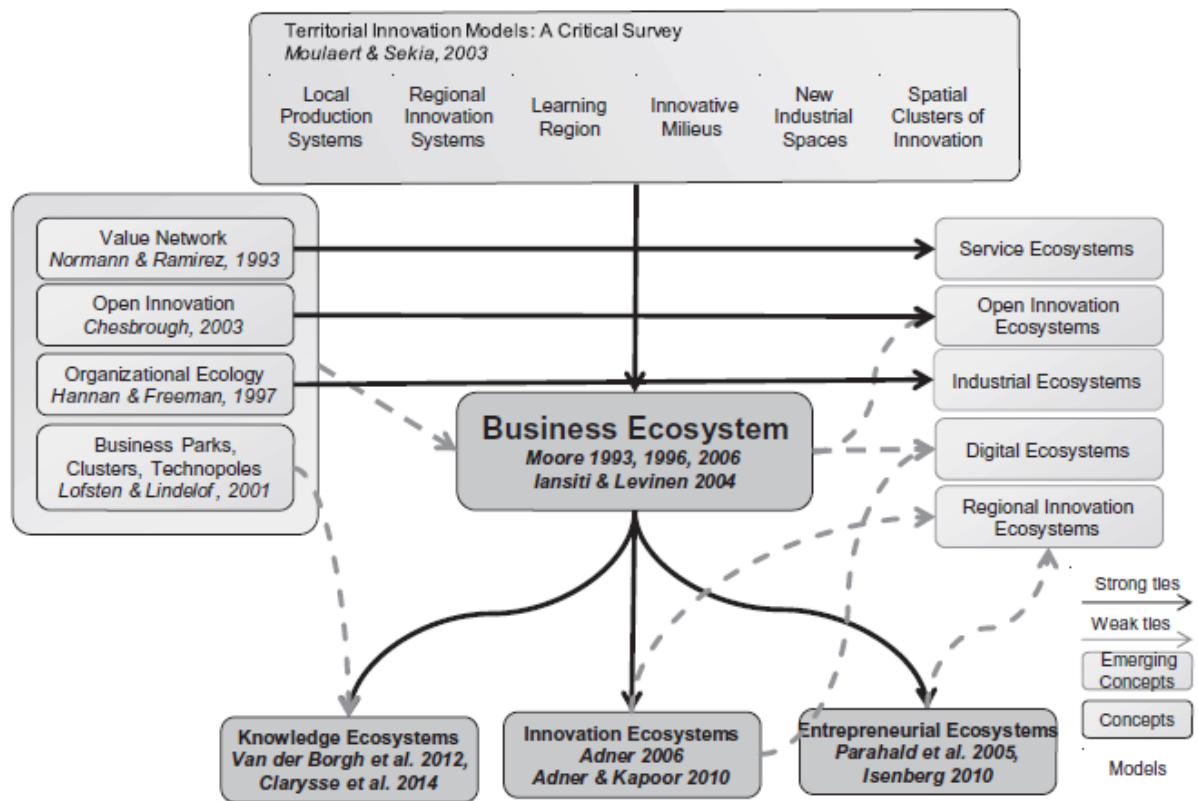 Territorial Innovation Models: A Critical Survey
Moulaert & Sekia, 2003
Local
Production
Systems
Regional
Innovation
Systems
Learning
Region
Innovative
Milieus
New
Industrial
Spaces
Spatial
Clusters of
Innovation
Value Network
Normann & Ramirez, 1993
Open Innovation
Chesbrough, 2003
Organizational Ecology
Hannan & Freeman, 1997
Business Parks,
Clusters, Technopoles
Lofsten & Lindelof, 2001
Business Ecosystem
Moore 1993, 1996, 2006
Iansiti & Levinen 2004
Service Ecosystems
Open Innovation
Ecosystems
Industrial Ecosystems
Digital Ecosystems
Regional Innovation
Ecosystems
Knowledge Ecosystems
Van der Borgh et al. 2012,
Clarysse et al. 2014
Innovation Ecosystems
Adner 2006
Adner & Kapoor 2010
Entrepreneurial Ecosystems
Parahald et al. 2005,
Isenberg 2010
Strong ties
Weak ties
Emerging
Concepts
Concepts
Models